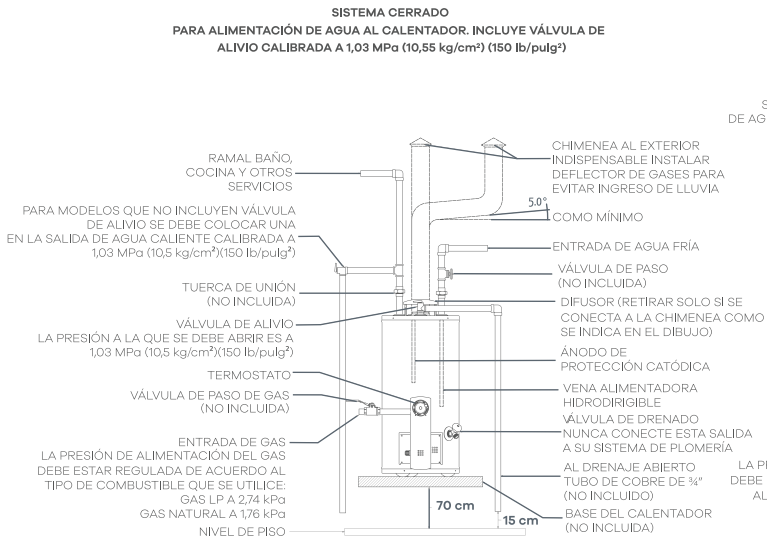 SISTEMA CERRADO
PARA ALIMENTACIÓN DE AGUA AL CALENTADOR. INCLUYE VÁLVULA DE
ALIVIO CALIBRADA A 1,03 MPa (10,55 kg/cm²) (150 lb/pulg²)
RAMAL BAÑO,
COCINA Y OTROS
SERVICIOS
PARA MODELOS QUE NO INCLUYEN VÁLVULA
DE ALIVIO SE DEBE COLOCAR UNA
EN LA SALIDA DE AGUA CALIENTE CALIBRADA A
1,03 MPa (10,5 kg/cm²)(150 lb/pulg²)
TUERCA DE UNIÓN
(NO INCLUIDA)
VÁLVULA DE ALIVIO
LA PRESIÓN A LA QUE SE DEBE ABRIR ES A
1,03 MPa (10,5 kg/cm²)(150 lb/pulg²)
TERMOSTATO
VÁLVULA DE PASO DE GAS
(NO INCLUIDA)
ENTRADA DE GAS
LA PRESIÓN DE ALIMENTACIÓN DEL GAS
DEBE ESTAR REGULADA DE ACUERDO AL
TIPO DE COMBUSTIBLE QUE SE UTILICE:
GAS LP A 2,74 kPa
GAS NATURAL A 1,76 kPa
NIVEL DE PISO
CHIMENEA AL EXTERIOR
INDISPENSABLE INSTALAR
DEFLECTOR DE GASES PARA
EVITAR INGRESO DE LLUVIA
5.0°
COMO MÍNIMO
ENTRADA DE AGUA FRÍA
VÁLVULA DE PASO
(NO INCLUIDA)
DIFUSOR (RETIRAR SOLO SÍ SE
CONECTA A LA CHIMENEA COMO
SE INDICA EN EL DIBUJO)
ÁNODO DE
PROTECCIÓN CATÓDICA
VENA ALIMENTADORA
HIDRODIRIGIBLE
VÁLVULA DE DRENADO
NUNCA CONECTE ESTA SALIDA
A SU SISTEMA DE PLOMERÍA
AL DRENAJE ABIERTO
TUBO DE COBRE DE ¾"
(NO INCLUIDO)
BASE DEL CALENTADOR
(NO INCLUIDA)
70 cm
15 cm
S
DE AG
LA PR
DEBE
AL